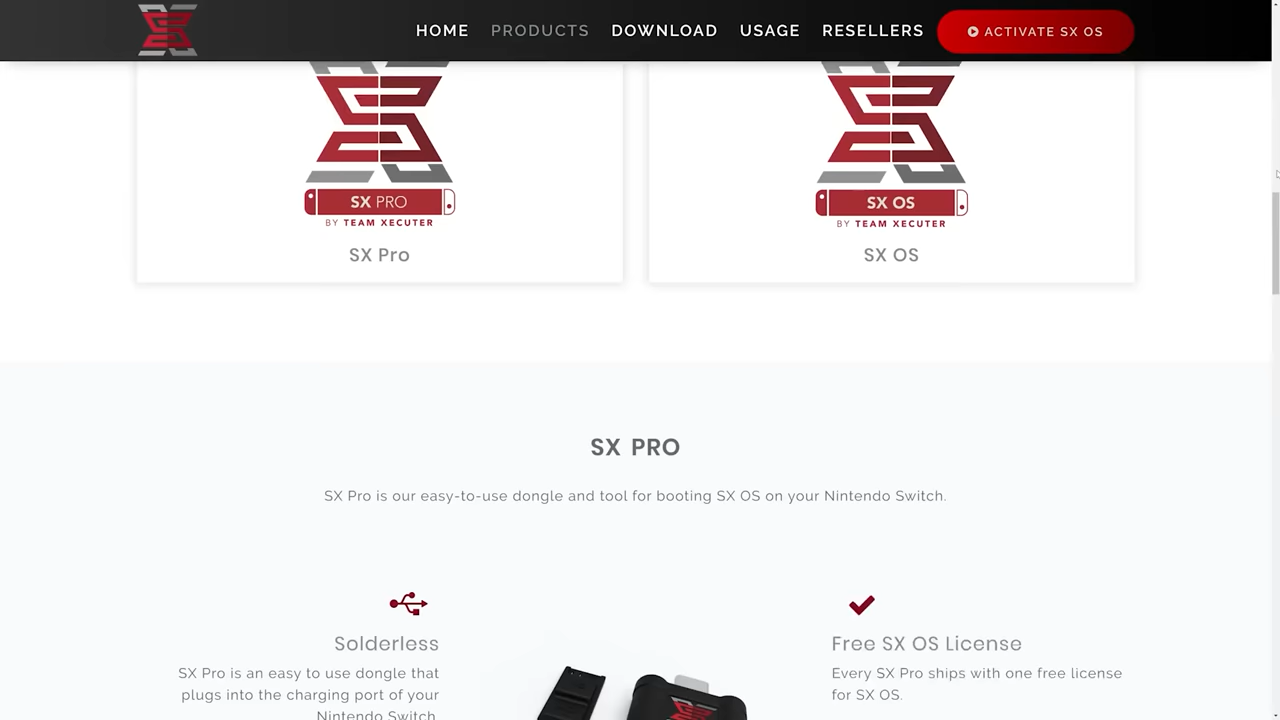 HOME PRODUCTS DOWNLOAD USAGE RESELLERS ACTIVATE SX OS
SX PRO
BY TEAM XECUTER
SX Pro
SX OS
BY TEAM XECUTER
SX OS
SX PRO
SX Pro is our easy-to-use dongle and tool for booting SX OS on your Nintendo Switch.
Solderless
SX Pro is an easy to use dongle that
plugs into the charging port of your
Nintendo Switch.
Free SX OS License
Every SX Pro ships with one free license
for SX OS.